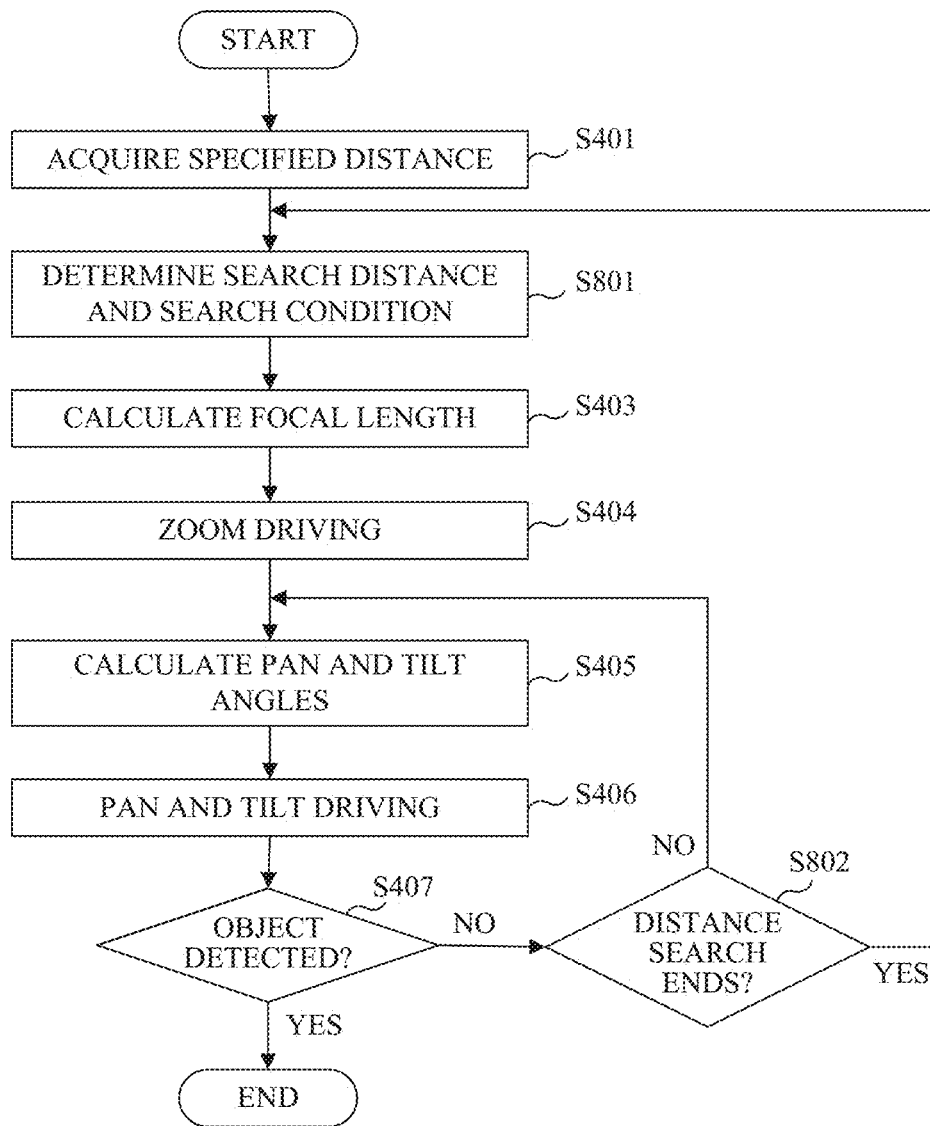 START
ACQUIRE SPECIFIED DISTANCE
S401
DETERMINE SEARCH DISTANCE
AND SEARCH CONDITION
S801
CALCULATE FOCAL LENGTH
S403
ZOOM DRIVING
S404
CALCULATE PAN AND TILT
ANGLES
S405
PAN AND TILT DRIVING
S406
OBJECT
DETECTED?
S407
NO
YES
DISTANCE
SEARCH
ENDS?
S802
NO
YES
END